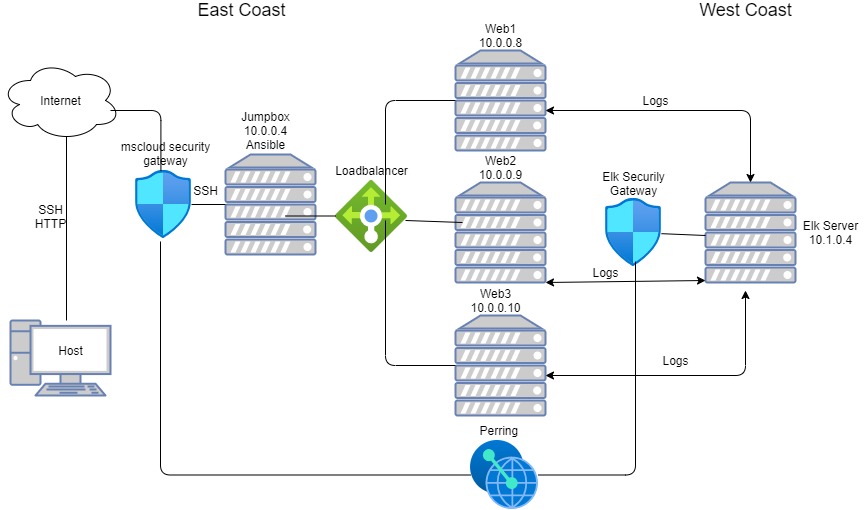 East Coast
West Coast
Web1
10.0.0.8
Internet
Logs
Jumpbox
10.0.0.4
Ansible
mscloud security
gateway
Loadbalancer
Web2
10.0.0.9
Elk Security
Gateway
SSH
SSH
HTTP
Elk Server
10.1.0.4
Logs
Web3
10.0.0.10
Host
Logs
Perring